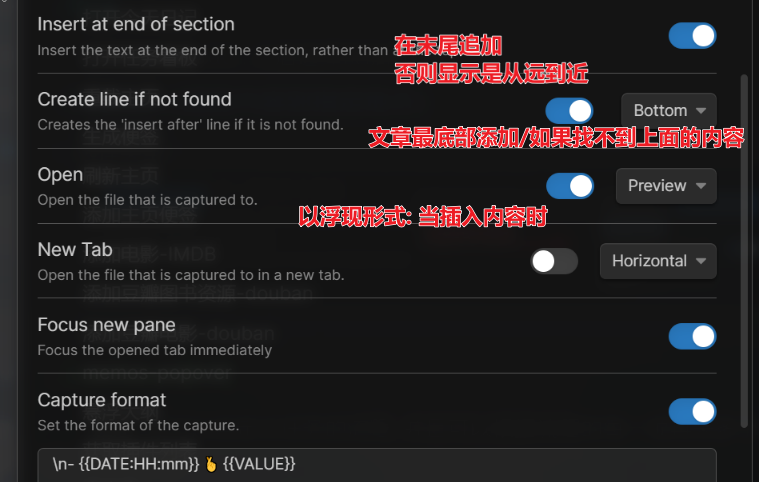 Insert at end of section
Insert the text at the end of the section, rather than
在末尾追加
否则显示是从远到近
Create line if not found
Bottom
Creates the 'insert after' line if it is not found.
文章最底部添加/如果找不到上面的内容
Open
Preview
Open the file that is captured to.
以浮现形式: 当插入内容时
New Tab
Horizontal
Open the file that is captured to in a new tab.
Focus new pane
Focus the opened tab immediately
Capture format
Set the format of the capture.
\n- {{DATE:HH:mm}} 🫰 {{VALUE}}